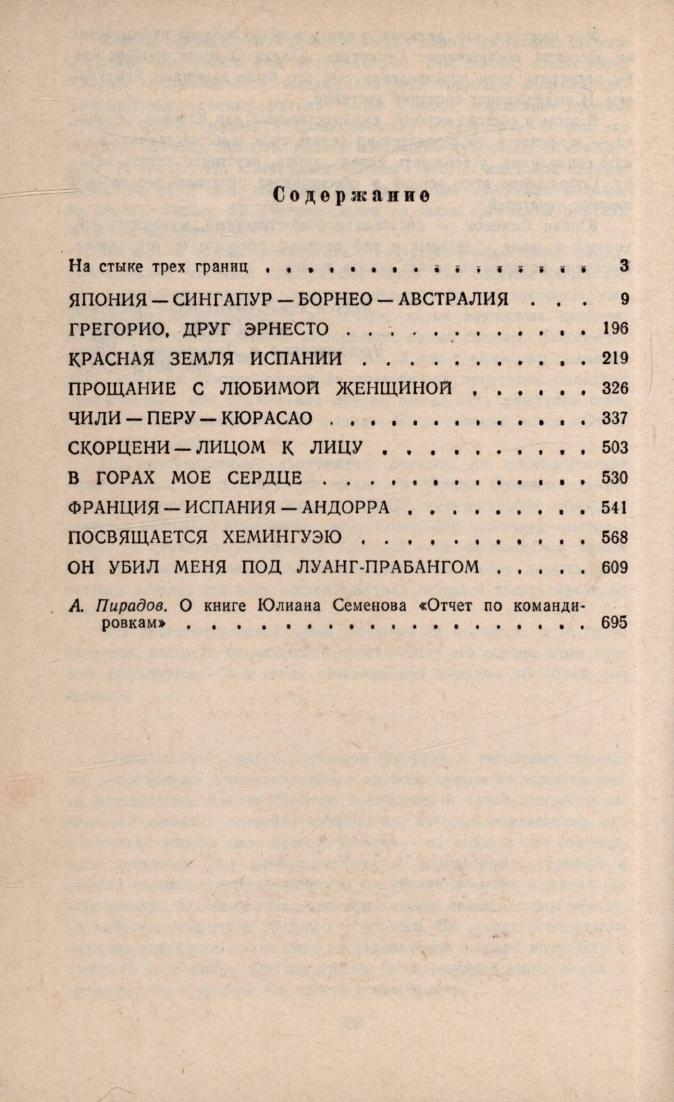 Содержание
На стыке трех границ . . . . . . . . . . . . . . . . . 3
ЯПОНИЯ — СИНГАПУР — БОРНЕО — АВСТРАЛИЯ . . . 9
ГРЕГОРИО, ДРУГ ЭРНЕСТО . . . . . . . . . . . . 196
КРАСНАЯ ЗЕМЛЯ ИСПАНИИ . . . . . . . . . . . 219
ПРОЩАНИЕ С ЛЮБИМОЙ ЖЕНЩИНОЙ . . . . . . 326
ЧИЛИ — ПЕРУ — КЮРАСАО . . . . . . . . . . . . . 337
СКОРЦЕНИ — ЛИЦОМ К ЛИЦУ . . . . . . . . . . 503
В ГОРАХ МОЕ СЕРДЦЕ . . . . . . . . . . . . 530
ФРАНЦИЯ — ИСПАНИЯ — АНДОРРА . . . . . . . . . 541
ПОСВЯЩАЕТСЯ ХЕМИНГУЭЮ . . . . . . . . . . . 568
ОН УБИЛ МЕНЯ ПОД ЛУАНГ-ПРАБАНГОМ . . . . . 609
А. Пирадов. О книге Юлиана Семенова «Отчет по команди-
ровкам» . . . . . . . . . . . . . . . . . 695